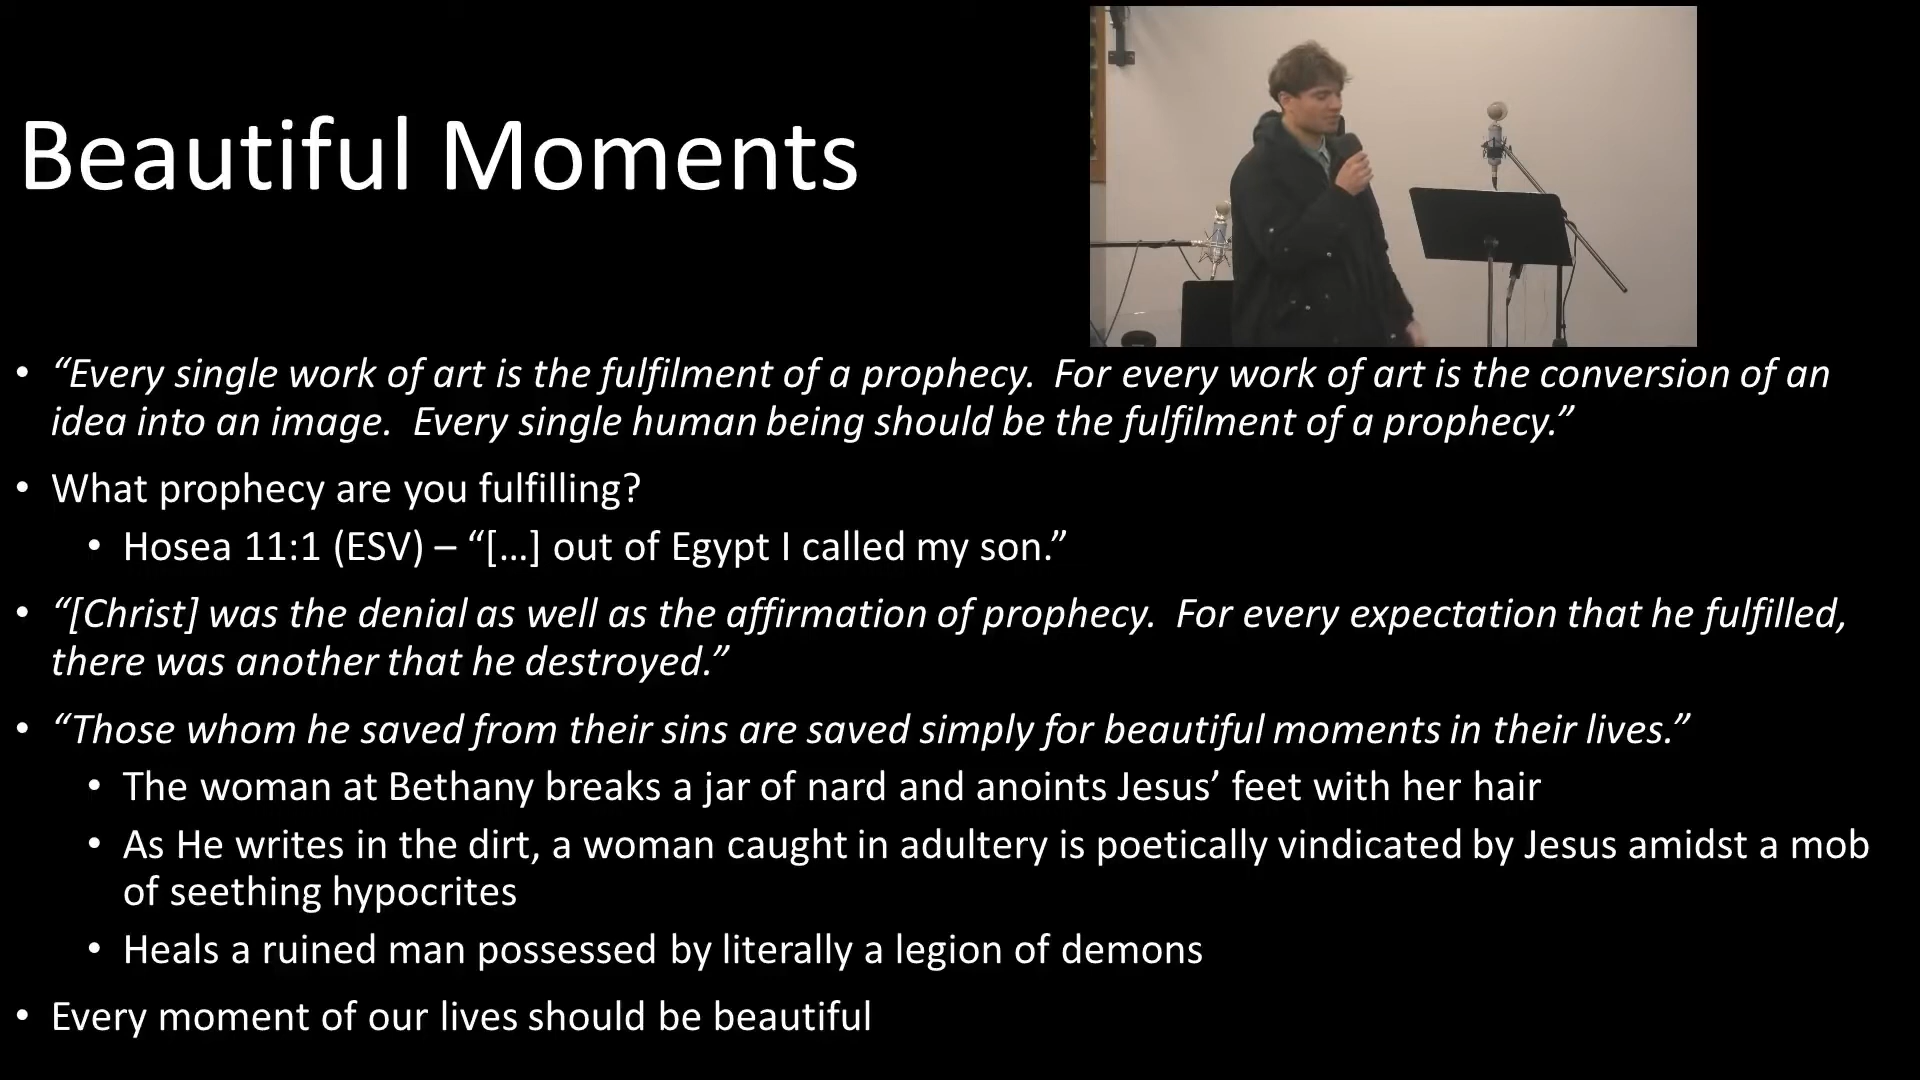 Beautiful Moments
• “Every single work of art is the fulfilment of a prophecy.  For every work of art is the conversion of an
idea into an image.  Every single human being should be the fulfilment of a prophecy.”
• What prophecy are you fulfilling?
• Hosea 11:1 (ESV) – “[…] out of Egypt I called my son.”
• “[Christ] was the denial as well as the affirmation of prophecy.  For every expectation that he fulfilled,
there was another that he destroyed.”
• “Those whom he saved from their sins are saved simply for beautiful moments in their lives.”
• The woman at Bethany breaks a jar of nard and anoints Jesus’ feet with her hair
• As He writes in the dirt, a woman caught in adultery is poetically vindicated by Jesus amidst a mob
of seething hypocrites
• Heals a ruined man possessed by literally a legion of demons
• Every moment of our lives should be beautiful